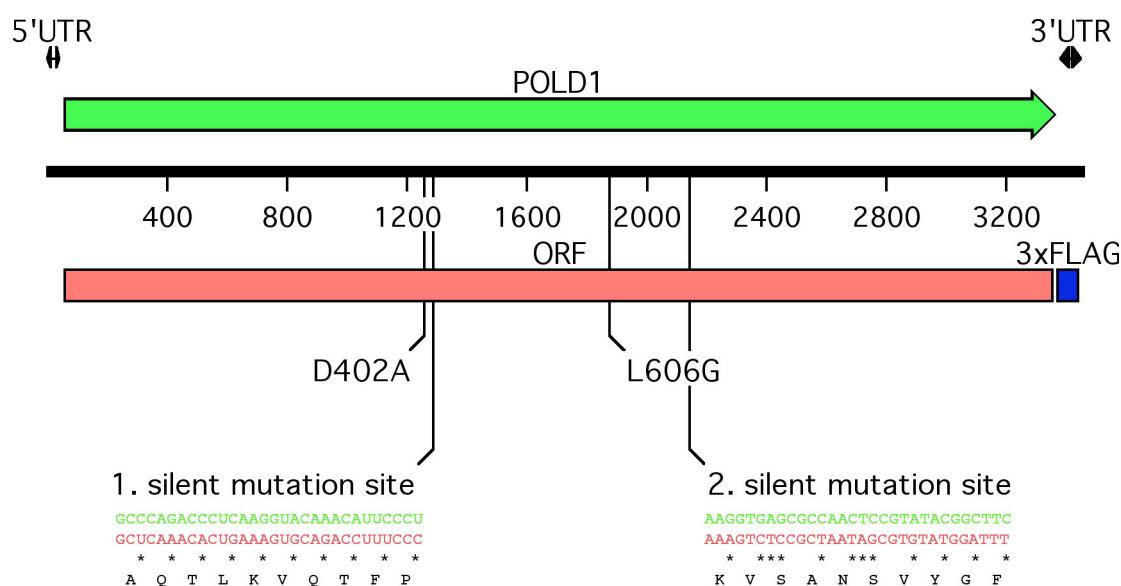 5'UTR 3'UTR
POLD1
400 800 1200 1600 2000 2400 2800 3200
ORF 3xFLAG
D402A L606G
1. silent mutation site
GCCCAGACCCUCAAGGUACAAACAUUCCCU
GCUCAAACACUGAAAGUGCAGACCUUUCCC
* * * * * * * * * *
A Q T L K V Q T F P
2. silent mutation site
AAGGTGAGCGCCAACTCCGTATACGGCTTC
AAAGTCTCCGCTAATAGCGTGTATGGATTT
* *** * *** * * * *
K V S A N S V Y G F